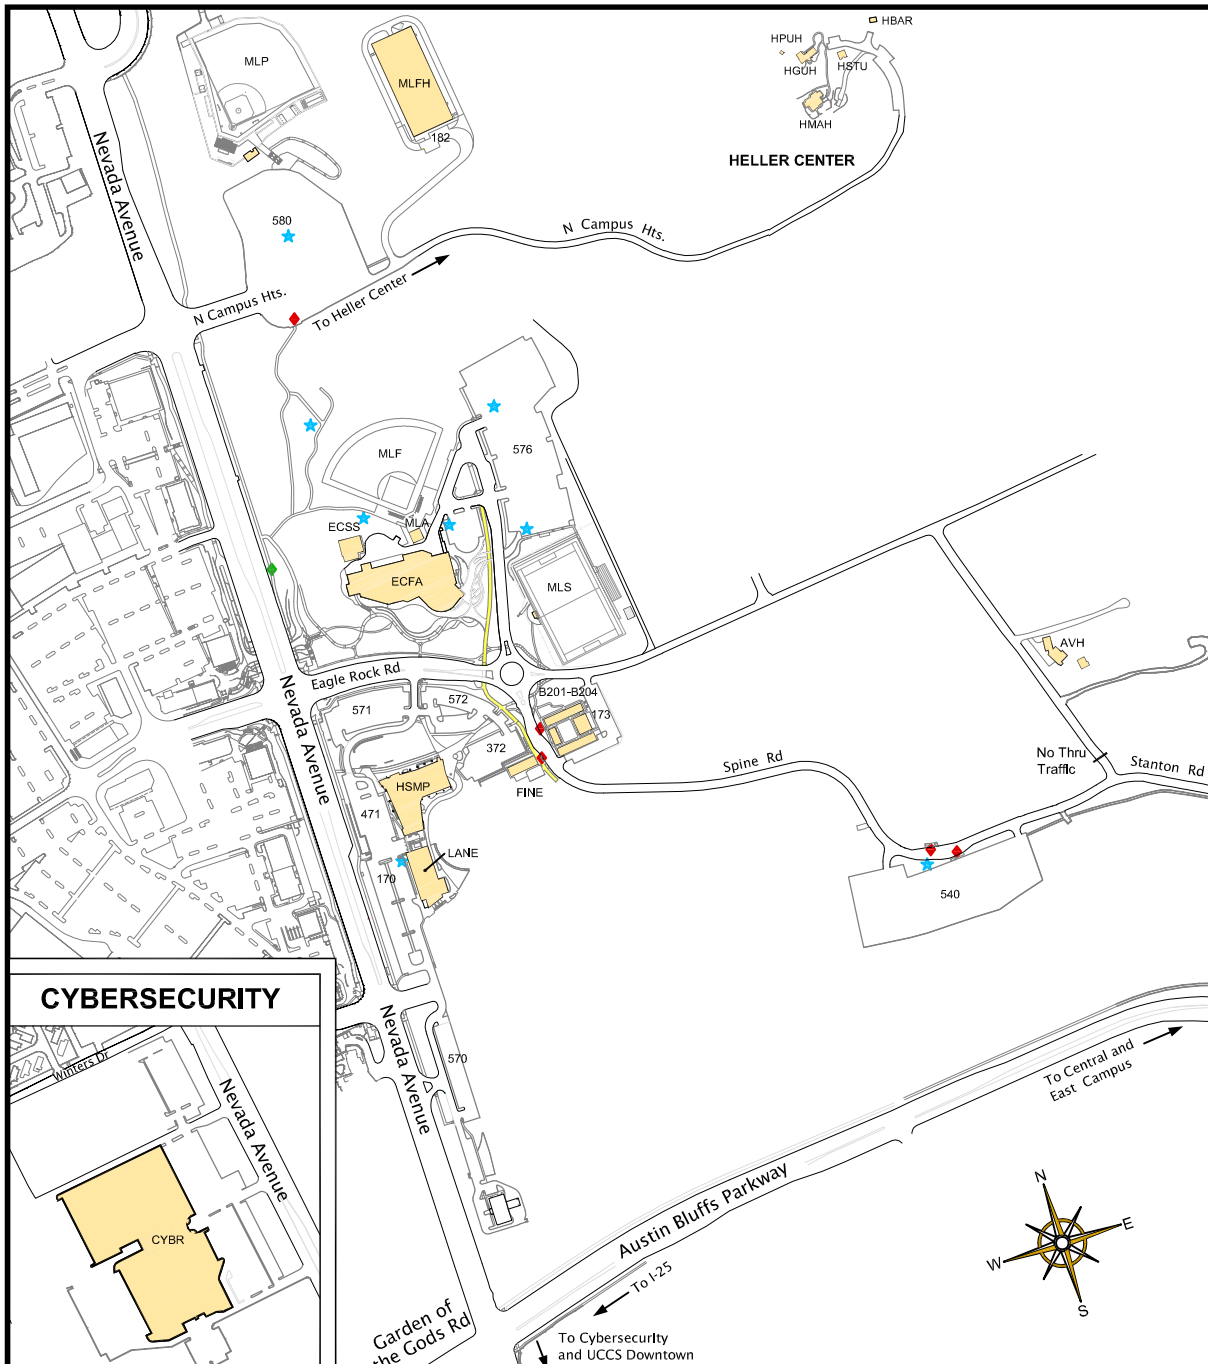 HBAR
HPUH
HGUH
HSTU
HMAH
HELLER CENTER
MLP
MLFH
182
Nevada Avenue
580
N Campus Hts.
N Campus Hts.
To Heller Center
MLF
576
ECSS
MLA
ECFA
MLS
AVH
Eagle Rock Rd
B201-B204
173
571
572
372
Nevada Avenue
HSMP
FINE
Spine Rd
No Thru
Traffic
Stanton Rd
471
LANE
170
540
CYBERSECURITY
Nevada Avenue
570
Winters Dr
Nevada Avenue
CYBR
To Central and
East Campus
Austin Bluffs Parkway
To I-25
Garden of
the Gods Rd
To Cybersecurity
and UCCS Downtown
N
E
W
S